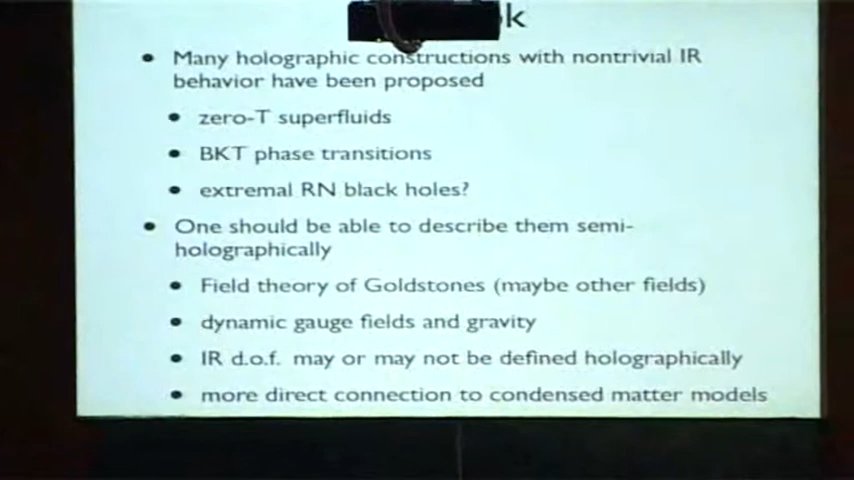 • Many holographic constructions with nontrivial IR
behavior have been proposed
• zero-T superfluids
• BKT phase transitions
• extremal RN black holes?
• One should be able to describe them semi-
holographically
• Field theory of Goldstones (maybe other fields)
• dynamic gauge fields and gravity
• IR d.o.f. may or may not be defined holographically
• more direct connection to condensed matter models